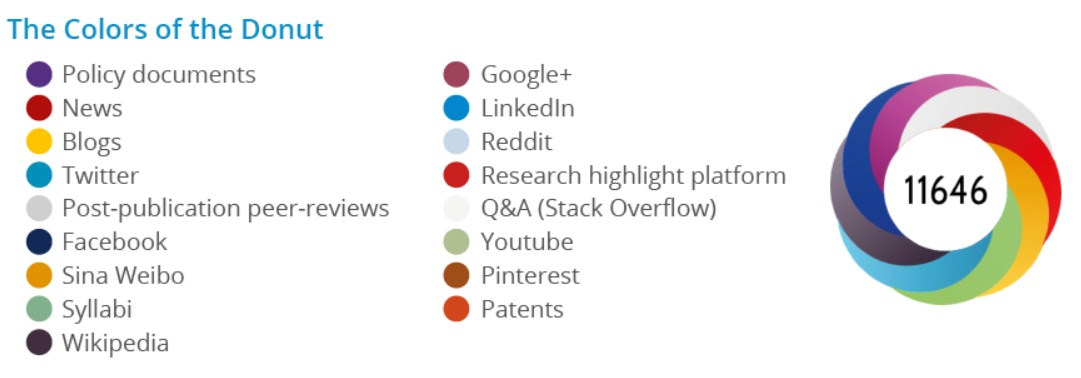 The Colors of the Donut
Policy documents
News
Blogs
Twitter
Post-publication peer-reviews
Facebook
Sina Weibo
Syllabi
Wikipedia
Google+
LinkedIn
Reddit
Research highlight platform
Q&A (Stack Overflow)
Youtube
Pinterest
Patents
11646